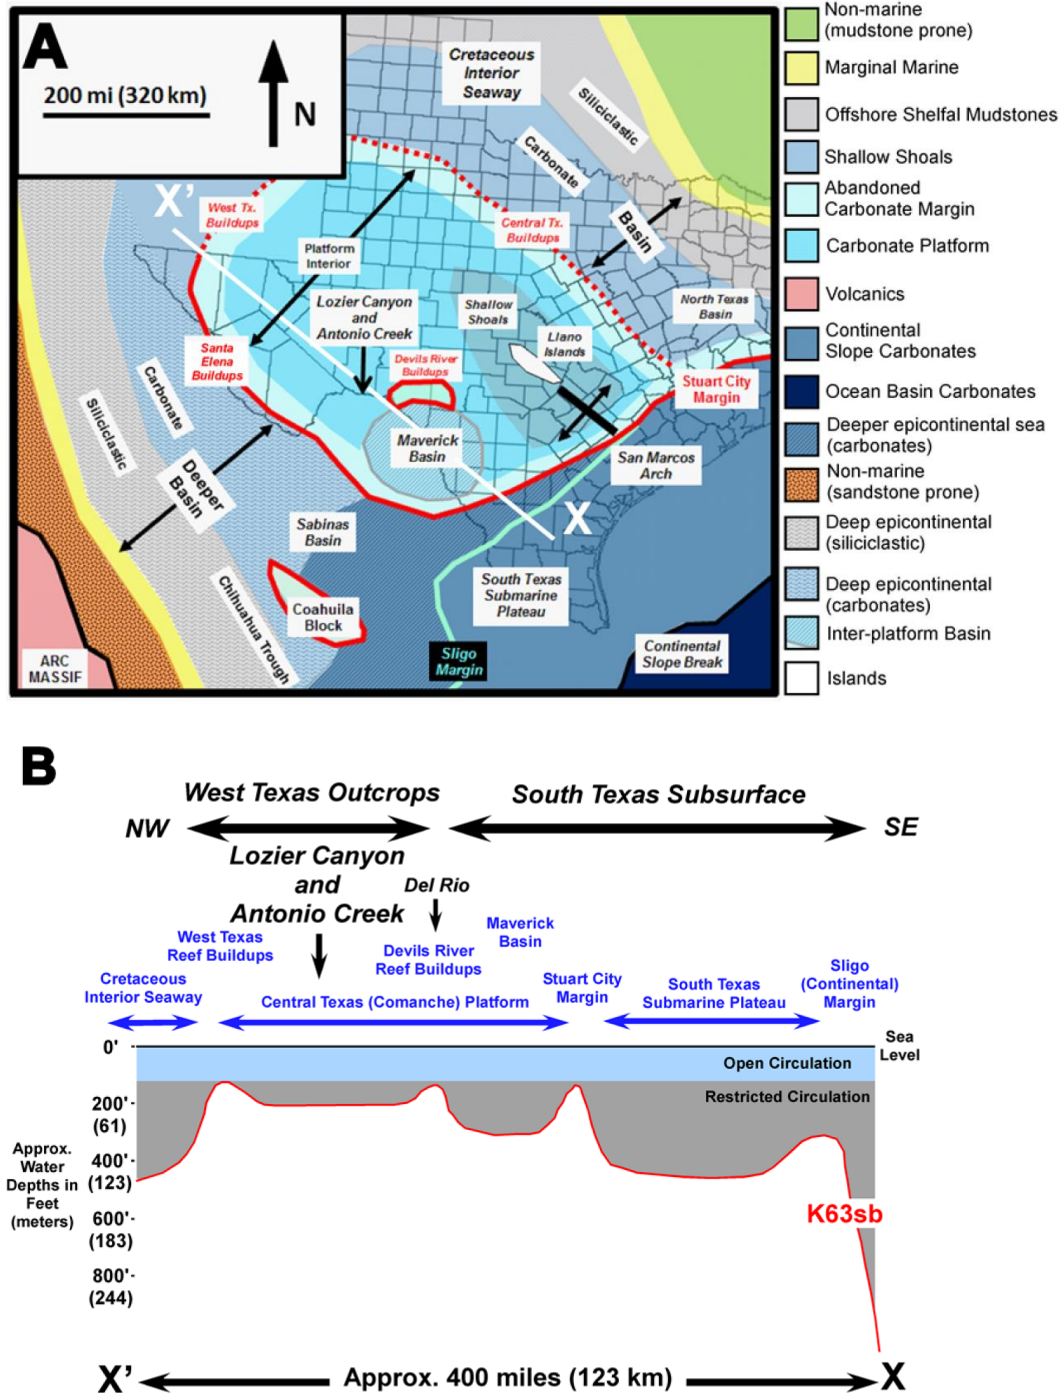 A
200 mi (320 km)
N
Cretaceous
Interior
Seaway
Siliciclastic
Carbonate
Basin
X'
West Tx.
Buildups
Central Tx.
Buildups
Platform
Interior
Lozier Canyon
and
Antonio Creek
Shallow
Shoals
North Texas
Basin
Llano
Islands
Santa
Elena
Buildups
Devils River
Buildups
Stuart City
Margin
Carbonate
Siliciclastic
Maverick
Basin
San Marcos
Arch
Deeper
Basin
X
Sabinas
Basin
South Texas
Submarine
Plateau
Chihuahua Trough
Coahuila
Block
Sligo
Margin
Continental
Slope Break
ARC
MASSIF
Non-marine
(mudstone prone)
Marginal Marine
Offshore Shelfal Mudstones
Shallow Shoals
Abandoned
Carbonate Margin
Carbonate Platform
Volcanics
Continental
Slope Carbonates
Ocean Basin Carbonates
Deeper epicontinental sea
(carbonates)
Non-marine
(sandstone prone)
Deep epicontinental
(siliciclastic)
Deep epicontinental
(carbonates)
Inter-platform Basin
Islands
B
West Texas Outcrops
South Texas Subsurface
NW
SE
Lozier Canyon
and
Antonio Creek
Del Rio
West Texas
Reef Buildups
Devils River
Reef Buildups
Maverick
Basin
Cretaceous
Interior Seaway
Central Texas (Comanche) Platform
Stuart City
Margin
South Texas
Submarine Plateau
Sligo
(Continental)
Margin
0'
Sea
Level
Open Circulation
Restricted Circulation
200'
(61)
400'
(123)
600'
(183)
800'
(244)
Approx.
Water
Depths in
Feet
(meters)
K63sb
X'
Approx. 400 miles (123 km)
X